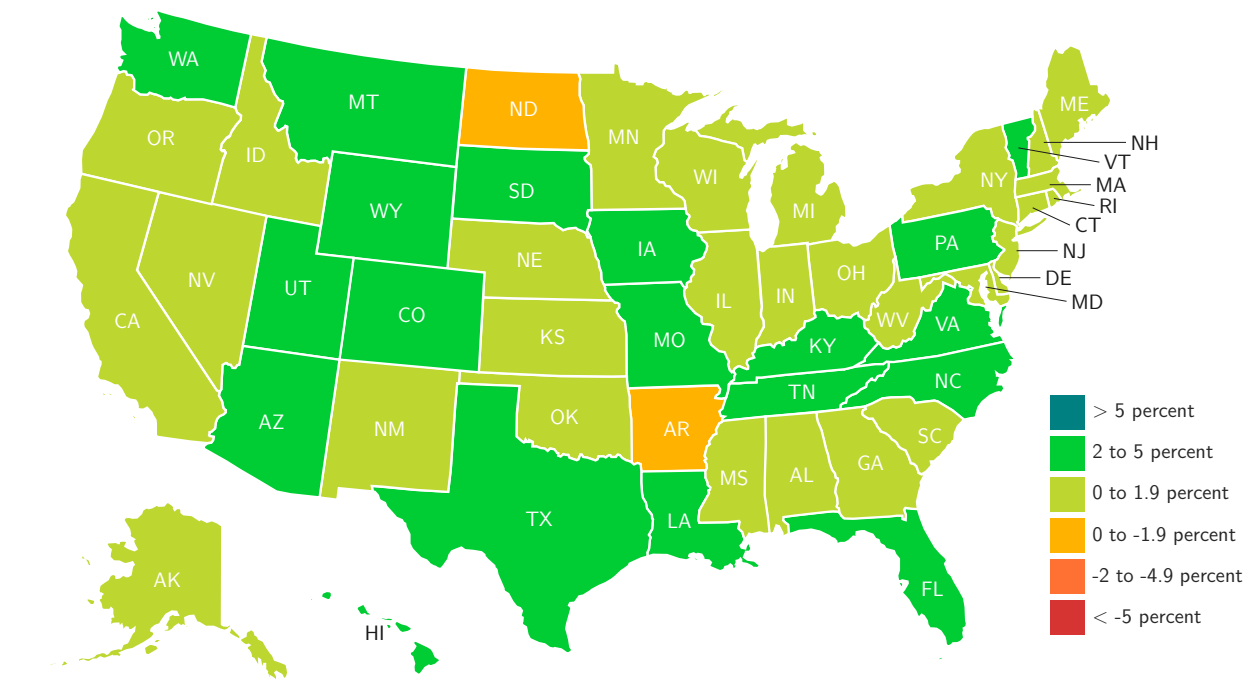 WA
MT
ND
MN
ME
OR
ID
NH
VT
WI
NY
MA
SD
RI
WY
MI
CT
PA
IA
NJ
NE
OH
DE
UT
NV
IN
MD
IL
CO
CA
WV
VA
KS
MO
KY
NC
TN
AZ
NM
OK
AR
SC
GA
MS
AL
TX
LA
AK
FL
HI
> 5 percent
2 to 5 percent
0 to 1.9 percent
0 to -1.9 percent
-2 to -4.9 percent
< -5 percent